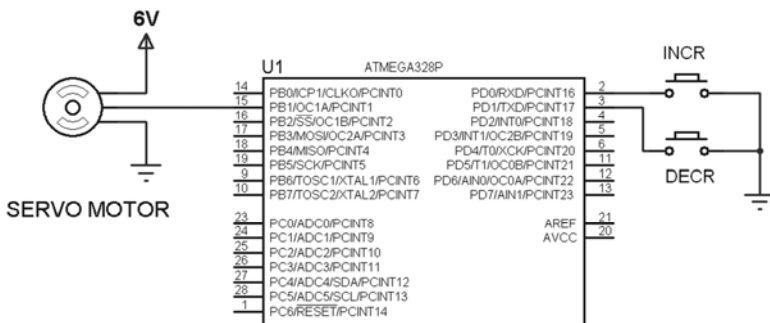 6V
U1
ATMEGA328P
INCR
14 PB0/ICP1/CLKO/PCINT0 PD0/RXD/PCINT16 2
15 PB1/OC1A/PCINT1 PD1/TXD/PCINT17 3
16 PB2/SS/OC1B/PCINT2 PD2/INT0/PCINT18 4
17 PB3/MOSI/OC2A/PCINT3 PD3/INT1/OC2B/PCINT19 5
18 PB4/MISO/PCINT4 PD4/T0/XCK/PCINT20 6
19 PB5/SCK/PCINT5 PD5/T1/OC0B/PCINT21 11
9 PB6/TOSC1/XTAL1/PCINT6 PD6/AIN0/OC0A/PCINT22 12
10 PB7/TOSC2/XTAL2/PCINT7 PD7/AIN1/PCINT23 13
DECR
SERVO MOTOR
23 PC0/ADC0/PCINT8 AREF 21
24 PC1/ADC1/PCINT9 AVCC 20
25 PC2/ADC2/PCINT10
26 PC3/ADC3/PCINT11
27 PC4/ADC4/SDA/PCINT12
28 PC5/ADC5/SCL/PCINT13
1 PC6/RESET/PCINT14